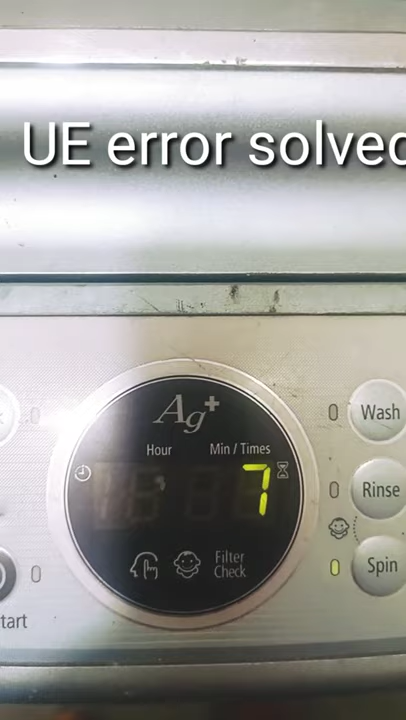 UE error solved
Ag+
Hour
Min / Times
7
Wash
Rinse
Filter
Check
Spin
tart